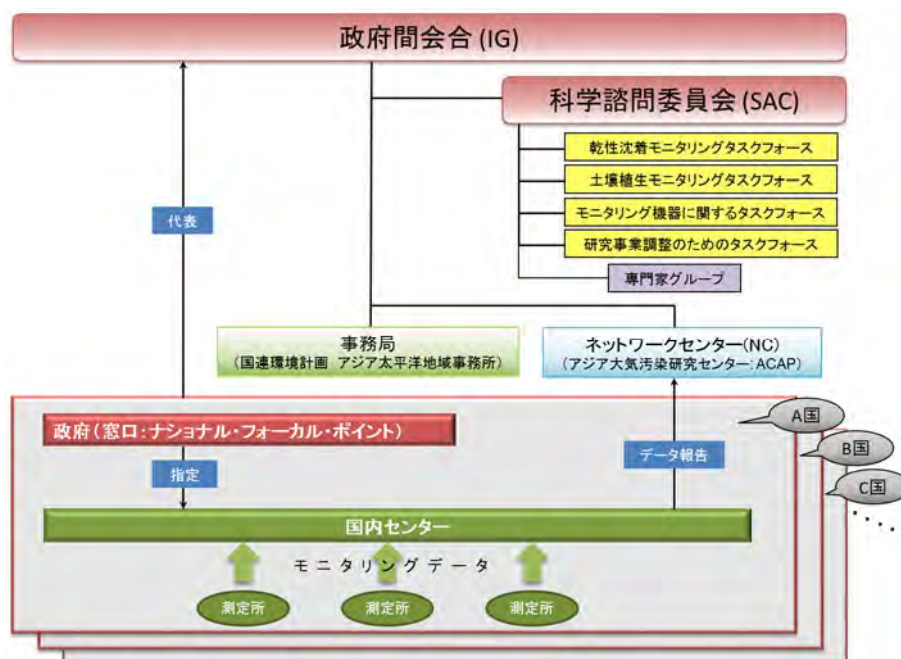 政府間会合(IG)
科学諮問委員会(SAC)
乾性沈着モニタリングタスクフォース
土壌植生モニタリングタスクフォース
モニタリング機器に関するタスクフォース
研究事業調整のためのタスクフォース
専門家グループ
代表
事務局
(国連環境計画 アジア太平洋地域事務所)
ネットワークセンター(NC)
(アジア大気汚染研究センター:ACAP)
A国
B国
C国
政府(窓口:ナショナル・フォーカル・ポイント)
指定
データ報告
国内センター
モニタリングデータ
測定所
測定所
測定所